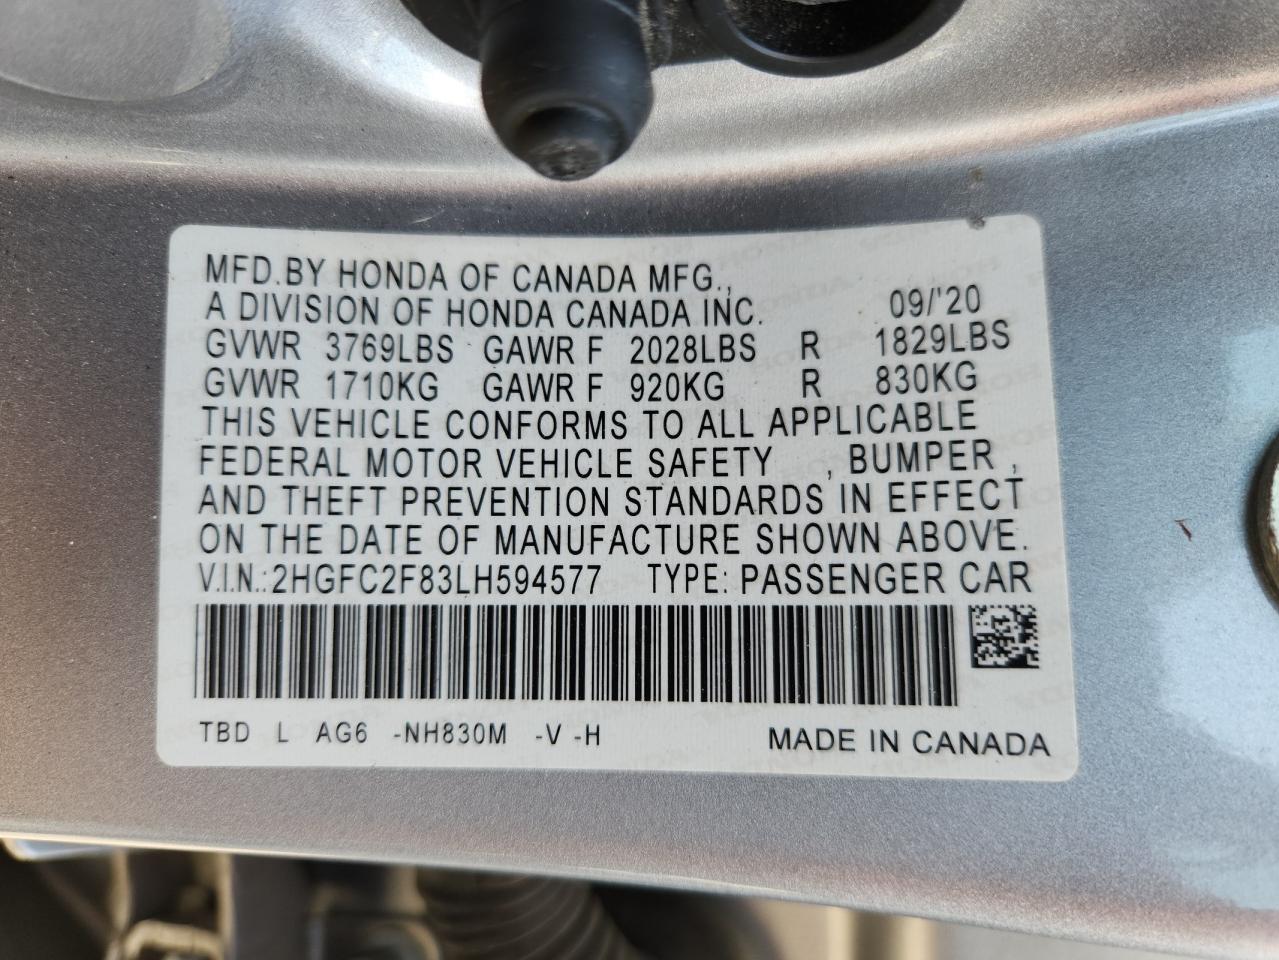 MFD.BY HONDA OF CANADA MFG.,
A DIVISION OF HONDA CANADA INC. 09/'20
GVWR 3769LBS GAWR F 2028LBS R 1829LBS
GVWR 1710KG GAWR F 920KG R 830KG
THIS VEHICLE CONFORMS TO ALL APPLICABLE
FEDERAL MOTOR VEHICLE SAFETY , BUMPER ,
AND THEFT PREVENTION STANDARDS IN EFFECT
ON THE DATE OF MANUFACTURE SHOWN ABOVE.
V.I.N.:2HGFC2F83LH594577 TYPE: PASSENGER CAR
TBD L AG6 -NH830M -V -H MADE IN CANADA